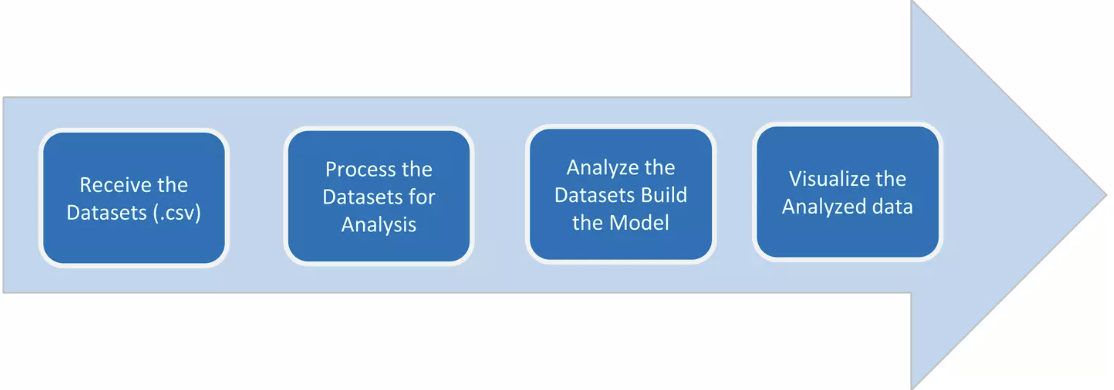 Receive the
Datasets (.csv)
Process the
Datasets for
Analysis
Analyze the
Datasets Build
the Model
Visualize the
Analyzed data